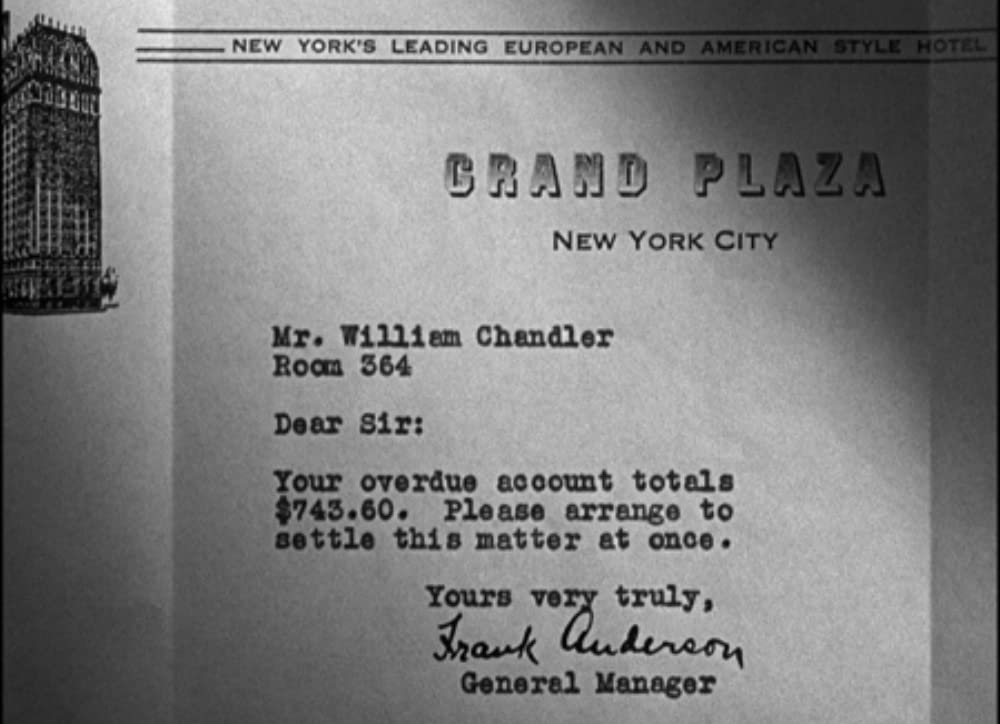 NEW YORK'S LEADING EUROPEAN AND AMERICAN STYLE HOTEL
GRAND PLAZA
NEW YORK CITY
Mr. William Chandler
Room 364
Dear Sir:
Your overdue account totals
$743.60. Please arrange to
settle this matter at once.
Yours very truly,
Frank Anderson
General Manager